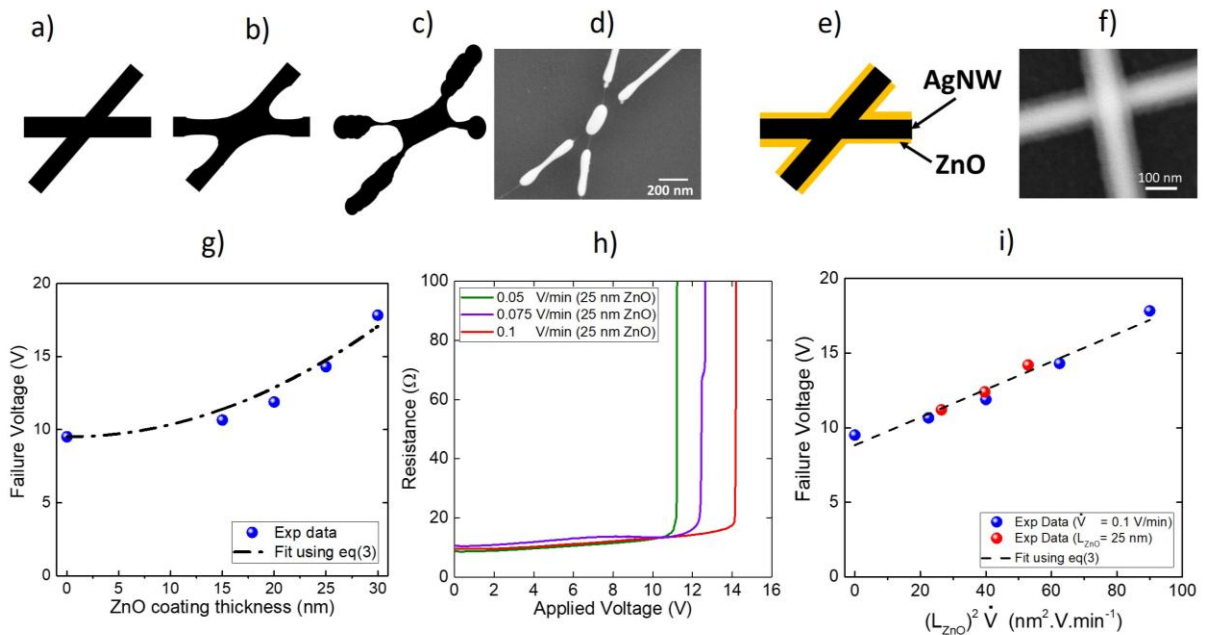 a)
b)
c)
d)
e)
f)
200 nm
AgNW
ZnO
100 nm
g)
h)
i)
20
15
10
5
0
Failure Voltage (V)
0 5 10 15 20 25 30
ZnO coating thickness (nm)
Exp data
Fit using eq(3)
100
80
60
40
20
0
Resistance (Ω)
0.05 V/min (25 nm ZnO)
0.075 V/min (25 nm ZnO)
0.1 V/min (25 nm ZnO)
0 2 4 6 8 10 12 14 16
Applied Voltage (V)
20
15
10
5
0
Failure Voltage (V)
Exp Data (V̇ = 0.1 V/min)
Exp Data (L_ZnO = 25 nm)
Fit using eq(3)
0 20 40 60 80 100
(L_ZnO)² V̇ (nm².V.min⁻¹)